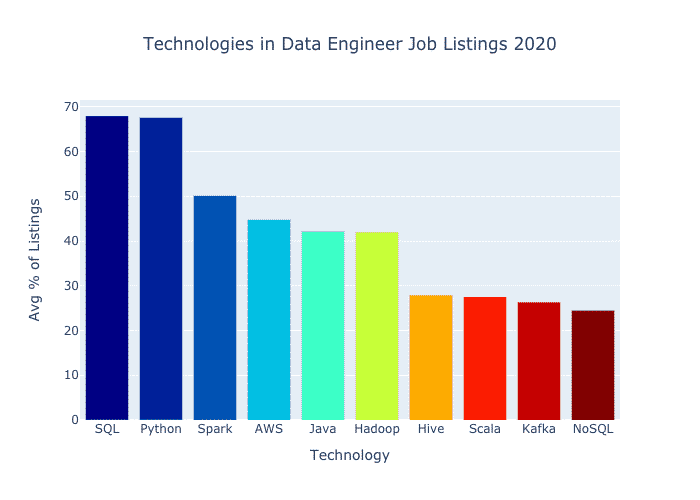 Technologies in Data Engineer Job Listings 2020
Avg % of Listings
70
60
50
40
30
20
10
0
SQL Python Spark AWS Java Hadoop Hive Scala Kafka NoSQL
Technology